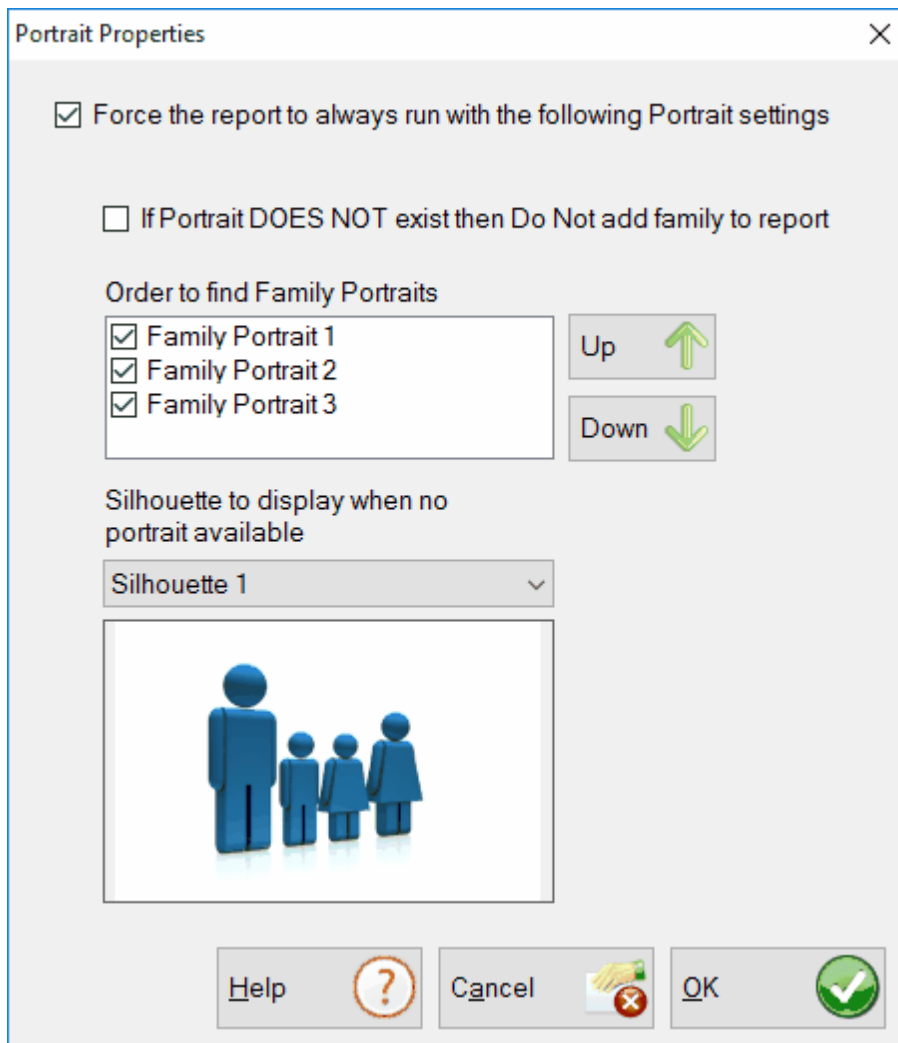 Portrait Properties
Force the report to always run with the following Portrait settings
If Portrait DOES NOT exist then Do Not add family to report
Order to find Family Portraits
Family Portrait 1
Family Portrait 2
Family Portrait 3
Up
Down
Silhouette to display when no
portrait available
Silhouette 1
Help
Cancel
OK